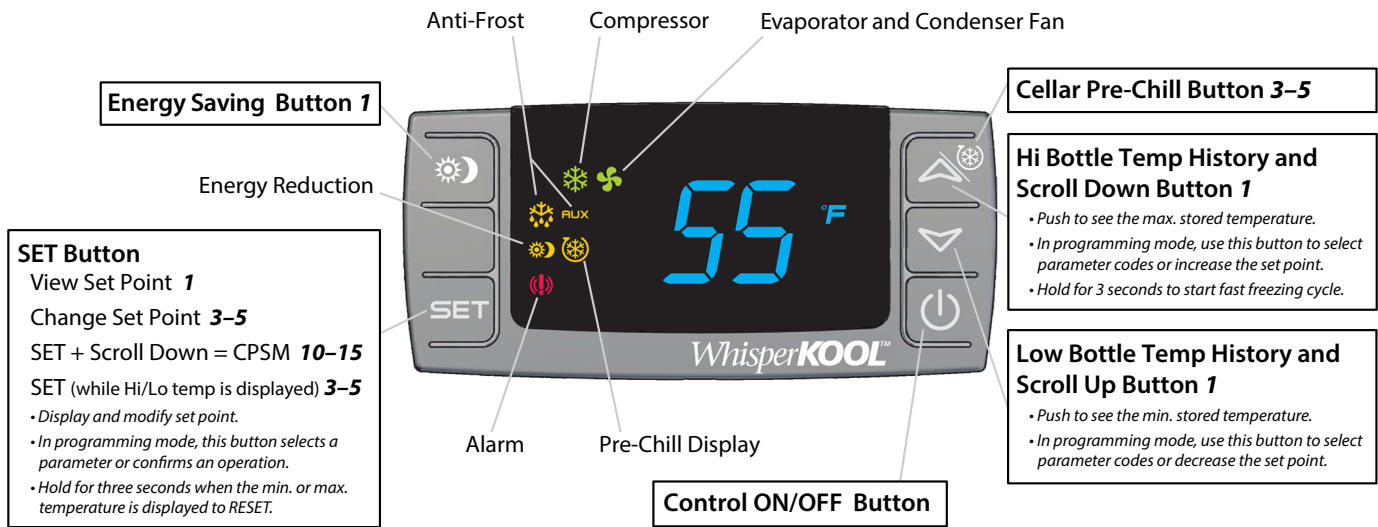 Anti-Frost
Compressor
Evaporator and Condenser Fan
Energy Saving Button 1
Energy Reduction
SET Button
View Set Point 1
Change Set Point 3–5
SET + Scroll Down = CPSM 10–15
SET (while Hi/Lo temp is displayed) 3–5
• Display and modify set point.
• In programming mode, this button selects a
parameter or confirms an operation.
• Hold for three seconds when the min. or max.
temperature is displayed to RESET.
AUX
55 °F
SET
WhisperKOOL™
Alarm
Pre-Chill Display
Control ON/OFF Button
Cellar Pre-Chill Button 3–5
Hi Bottle Temp History and
Scroll Down Button 1
• Push to see the max. stored temperature.
• In programming mode, use this button to select
parameter codes or increase the set point.
• Hold for 3 seconds to start fast freezing cycle.
Low Bottle Temp History and
Scroll Up Button 1
• Push to see the min. stored temperature.
• In programming mode, use this button to select
parameter codes or decrease the set point.